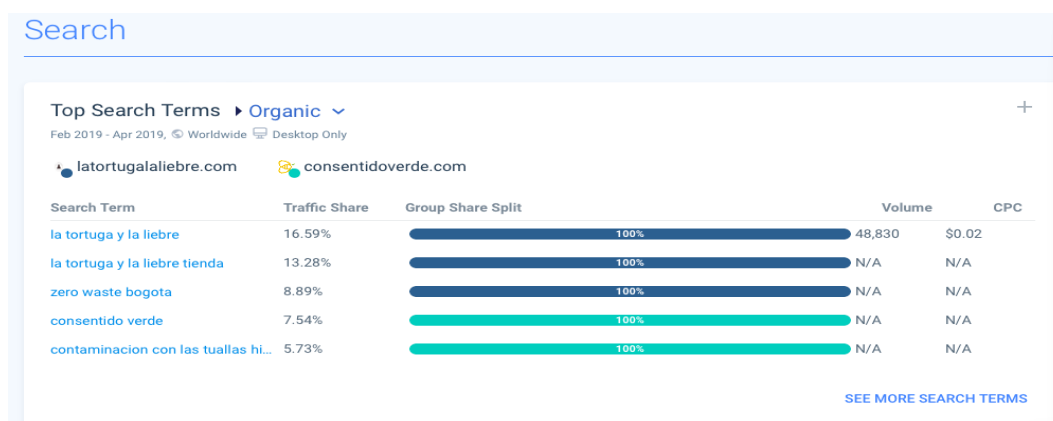 Search
Top Search Terms Organic
Feb 2019 - Apr 2019, Worldwide Desktop Only
latortugalaliebre.com consentidoverde.com
Search Term Traffic Share Group Share Split Volume CPC
la tortuga y la liebre 16.59% 100% 48,830 $0.02
la tortuga y la liebre tienda 13.28% 100% N/A N/A
zero waste bogota 8.89% 100% N/A N/A
consentido verde 7.54% 100% N/A N/A
contaminacion con las tuallas hi... 5.73% 100% N/A N/A
SEE MORE SEARCH TERMS